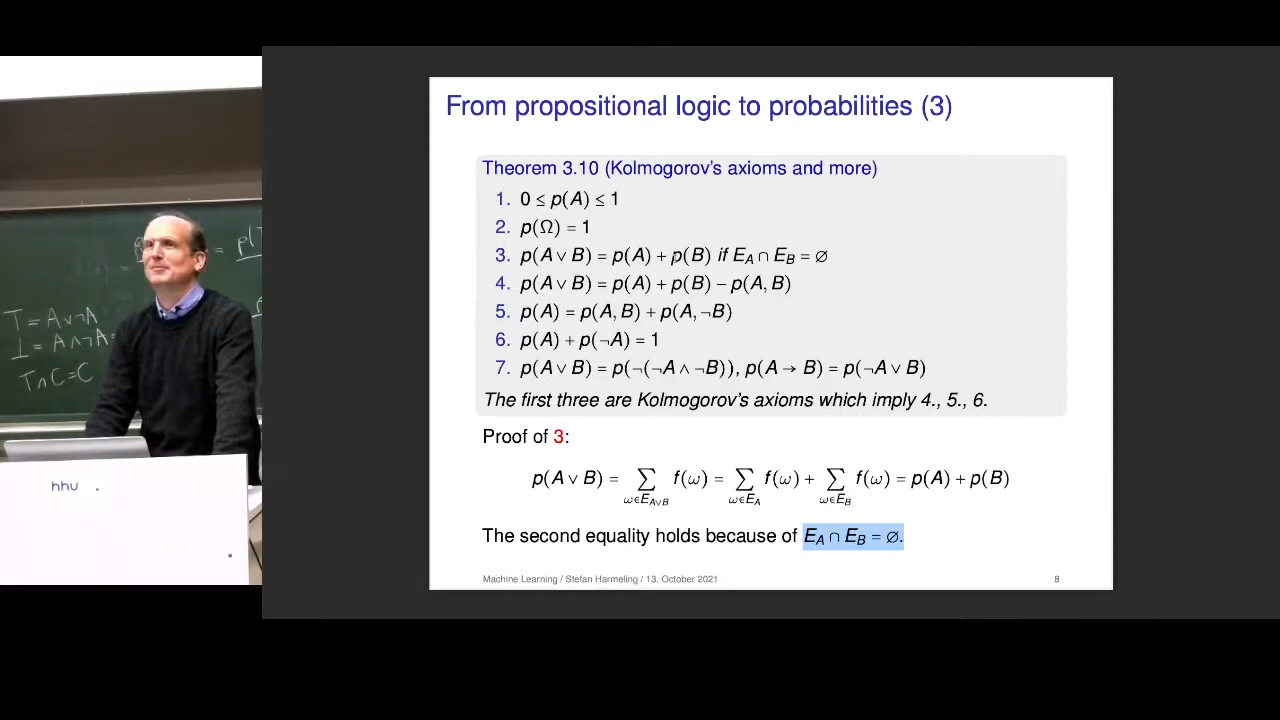 From propositional logic to probabilities (3)
Theorem 3.10 (Kolmogorov's axioms and more)
1. 0 ≤ p(A) ≤ 1
2. p(Ω) = 1
3. p(A ∨ B) = p(A) + p(B) if E_A ∩ E_B = ∅
4. p(A ∨ B) = p(A) + p(B) − p(A, B)
5. p(A) = p(A, B) + p(A, ¬B)
6. p(A) + p(¬A) = 1
7. p(A ∨ B) = p(¬(¬A ∧ ¬B)), p(A → B) = p(¬A ∨ B)
The first three are Kolmogorov's axioms which imply 4., 5., 6.
Proof of 3:
p(A ∨ B) = ∑_{ω∈E_{A∨B}} f(ω) = ∑_{ω∈E_A} f(ω) + ∑_{ω∈E_B} f(ω) = p(A) + p(B)
The second equality holds because of E_A ∩ E_B = ∅.
Machine Learning / Stefan Harmeling / 13. October 2021 8
= p(
T = A ∨ ¬A
⊥ = A ∧ ¬A =
T ∩ C = C
hhu .